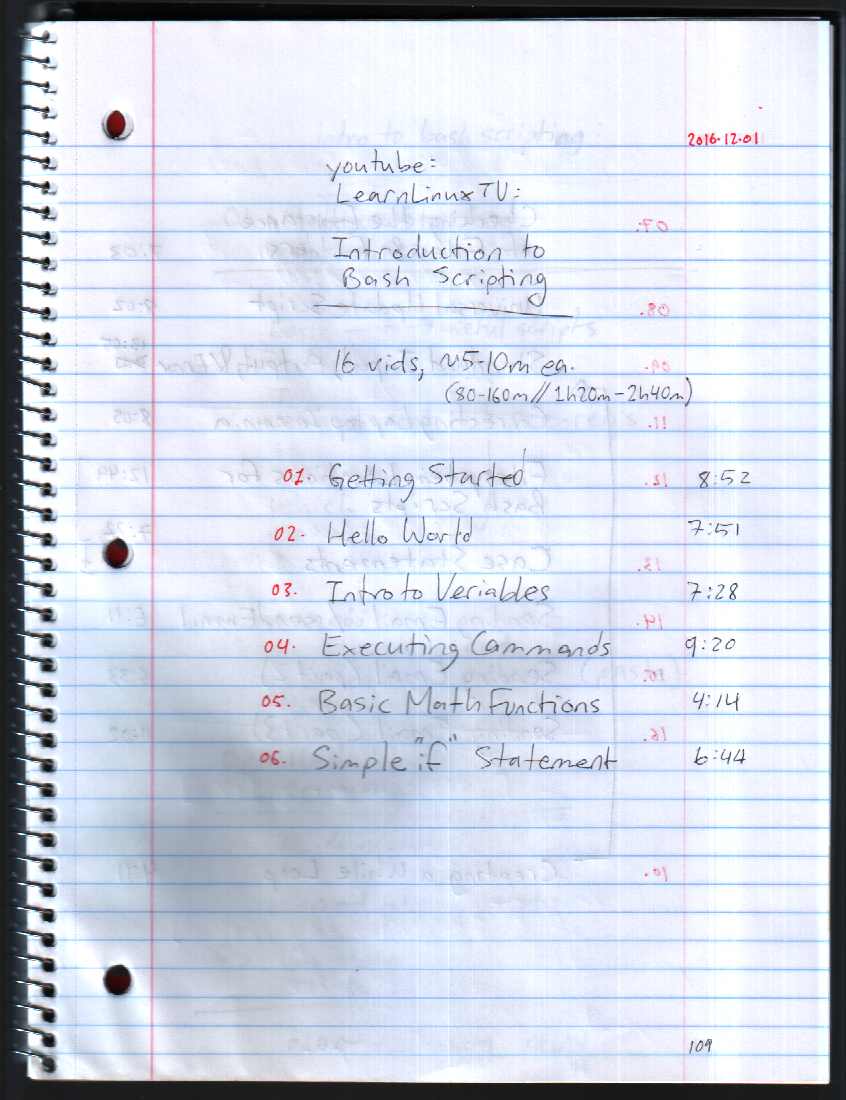 2016.12.01
youtube:
LearnLinuxTV:
Introduction to
Bash Scripting
16 vids, ~5-10m ea.
(80-160m // 1h20m-2h40m)
01. Getting Started 8:52
02. Hello World 7:51
03. Intro to Veriables 7:28
04. Executing Cammands 9:20
05. Basic Math Functions 4:14
06. Simple "if" Statement 6:44
109